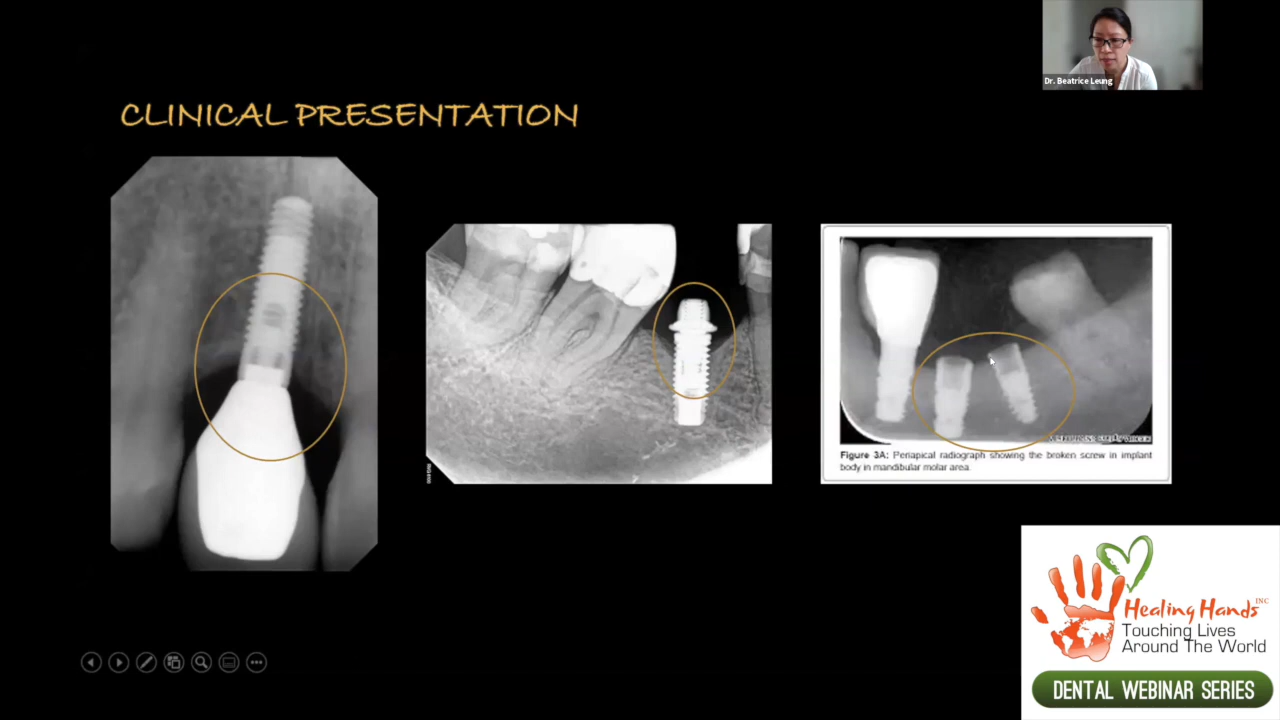 Dr. Beatrice Leung
CLINICAL PRESENTATION
Figure 3A: Periapical radiograph showing the broken screw in implant
body in mandibular molar area.
Healing Hands INC
Touching Lives
Around The World
DENTAL WEBINAR SERIES